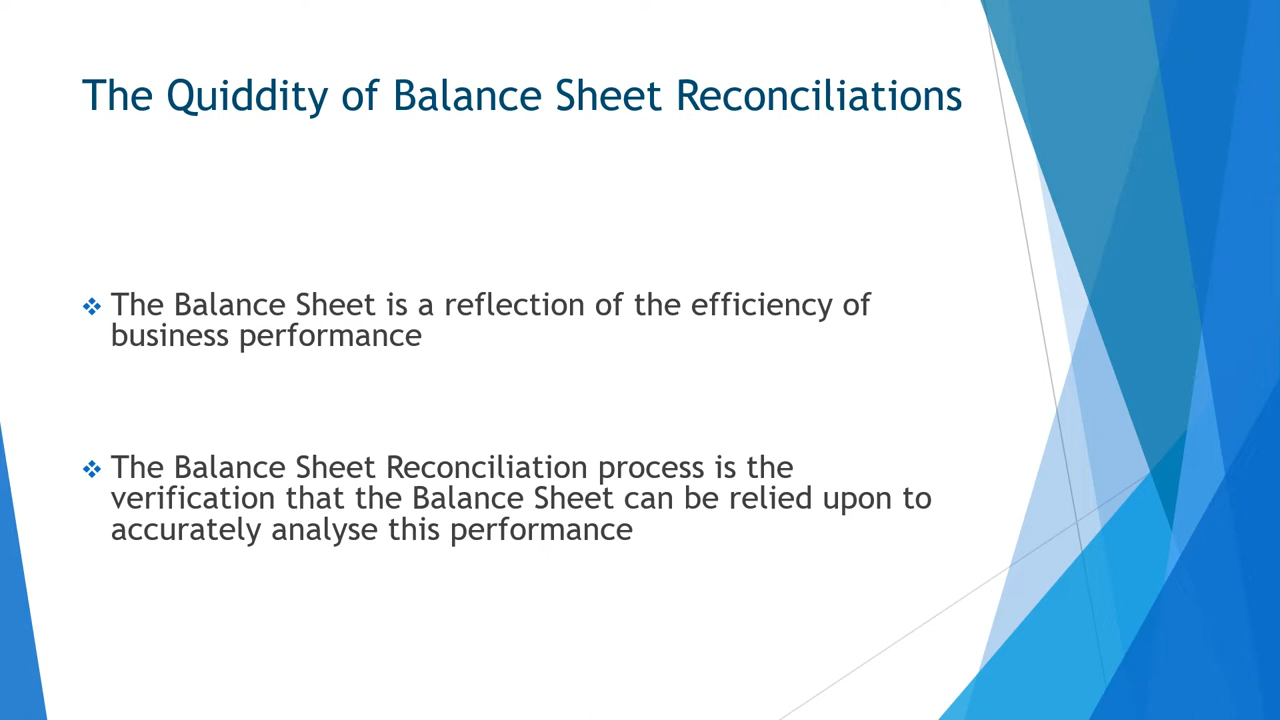 The Quiddity of Balance Sheet Reconciliations
The Balance Sheet is a reflection of the efficiency of
business performance
The Balance Sheet Reconciliation process is the
verification that the Balance Sheet can be relied upon to
accurately analyse this performance